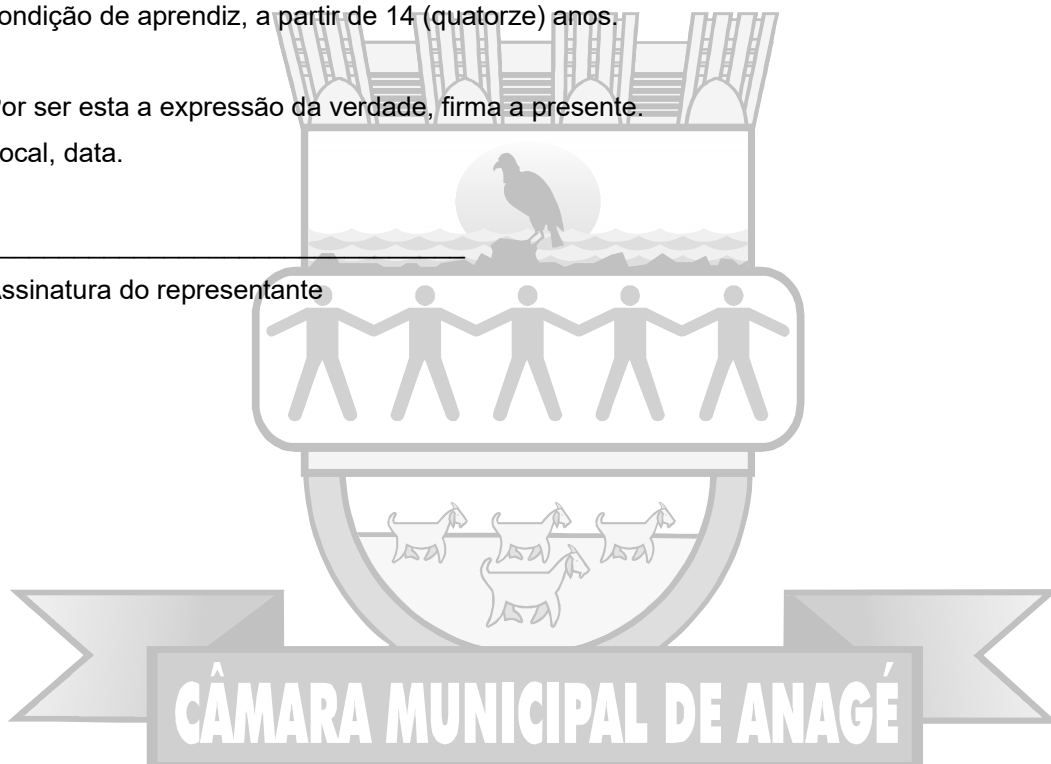 ondição de aprendiz, a partir de 14 (quatorze) anos.
Por ser esta a expressão da verdade, firma a presente.
ocal, data.
ssinatura do representante
CÂMARA MUNICIPAL DE ANAGÉ